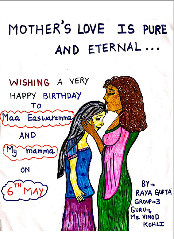 MOTHER'S LOVE IS PURE
AND ETERNAL...
WISHING A VERY
HAPPY BIRTHDAY
TO
Maa Easwaramma
AND
My mamma
ON
6TH MAY
BY -
RAYA GUPTA
GROUP-3
GURU -
MR VINOD
KOHLI